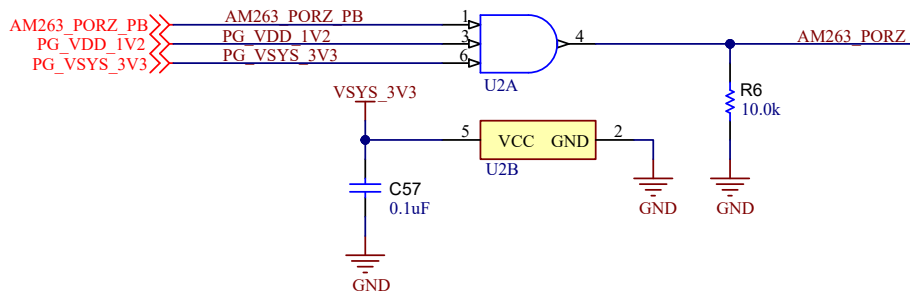 AM263_PORZ_PB AM263_PORZ_PB 1
PG_VDD_1V2 PG_VDD_1V2 3 4 AM263_PORZ
PG_VSYS_3V3 PG_VSYS_3V3 6
U2A
R6
10.0k
VSYS_3V3
5 VCC GND 2
U2B
C57
0.1uF
GND GND
GND